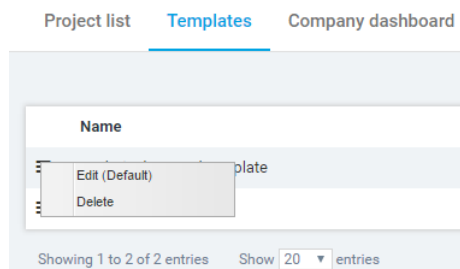 Project list Templates Company dashboard
Name
plate
Edit (Default)
Delete
Showing 1 to 2 of 2 entries Show 20 entries